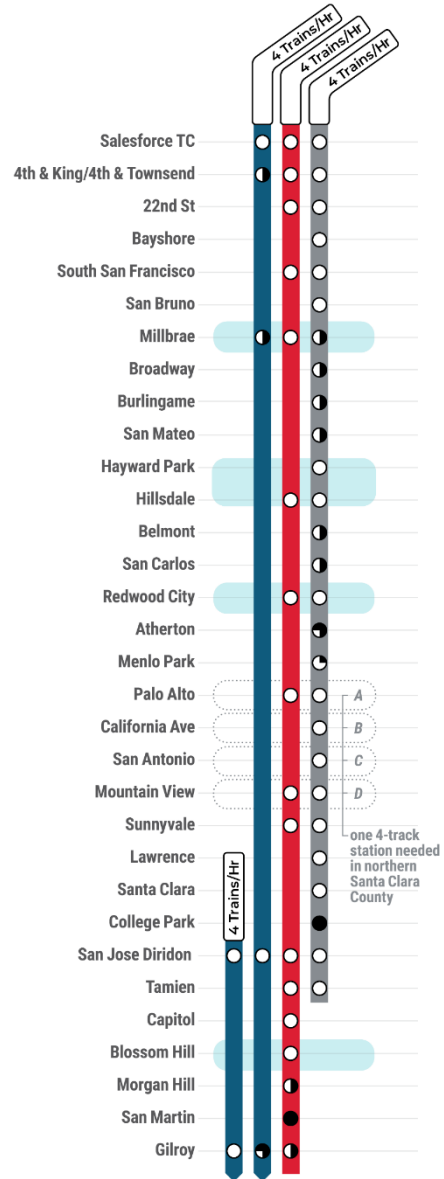 4 Trains/Hr
4 Trains/Hr
4 Trains/Hr
Salesforce TC
4th & King/4th & Townsend
22nd St
Bayshore
South San Francisco
San Bruno
Millbrae
Broadway
Burlingame
San Mateo
Hayward Park
Hillsdale
Belmont
San Carlos
Redwood City
Atherton
Menlo Park
Palo Alto
A
California Ave
B
San Antonio
C
Mountain View
D
Sunnyvale
one 4-track
station needed
in northern
Santa Clara
County
Lawrence
Santa Clara
College Park
4 Trains/Hr
San Jose Diridon
Tamien
Capitol
Blossom Hill
Morgan Hill
San Martin
Gilroy